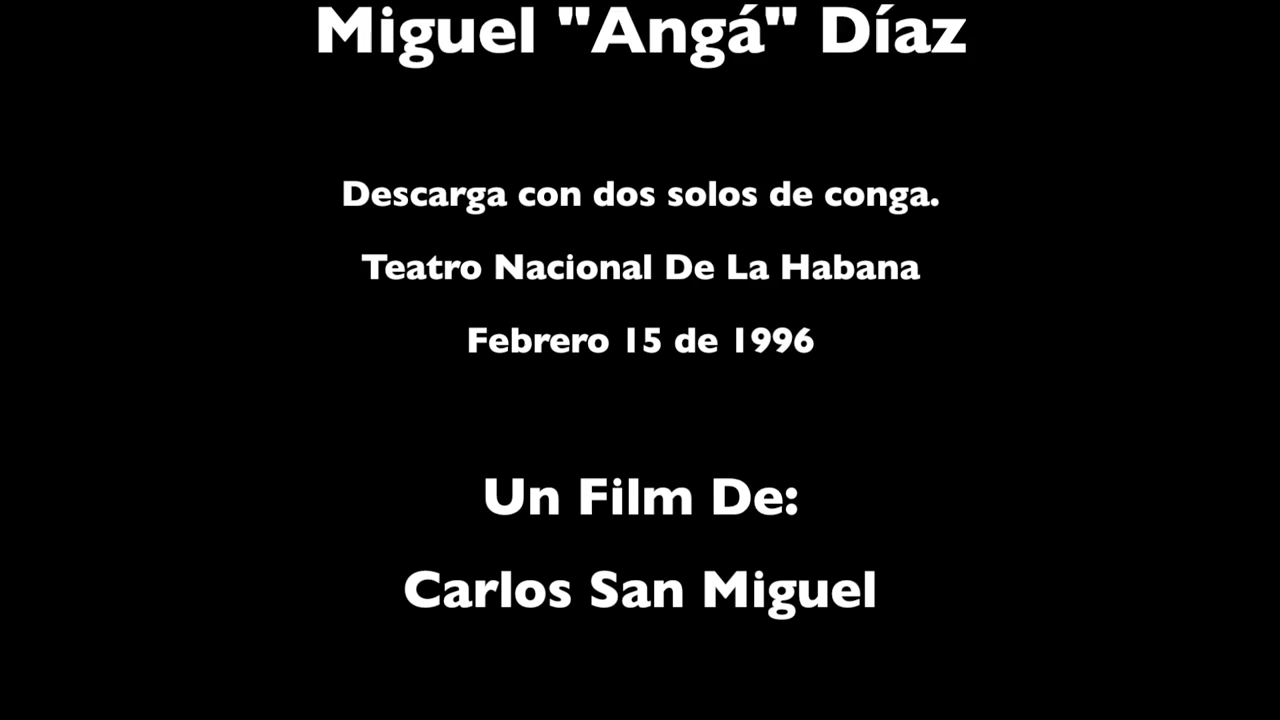 Miguel "Angá" Díaz
Descarga con dos solos de conga.
Teatro Nacional De La Habana
Febrero 15 de 1996
Un Film De:
Carlos San Miguel